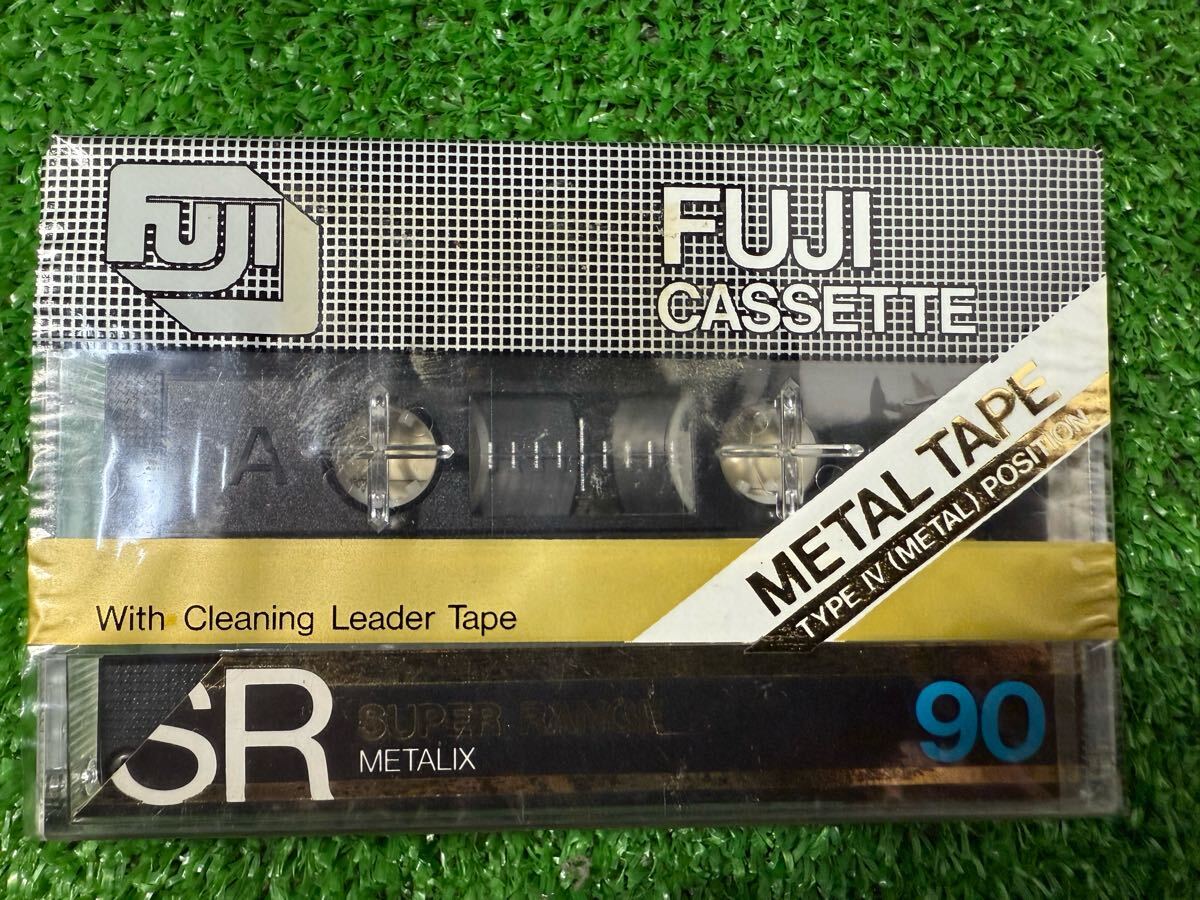 FUJI
FUJI
CASSETTE
A
METAL TAPE
TYPE IV (METAL) POSITION
With Cleaning Leader Tape
SR
SUPER RANGE
METALIX
90